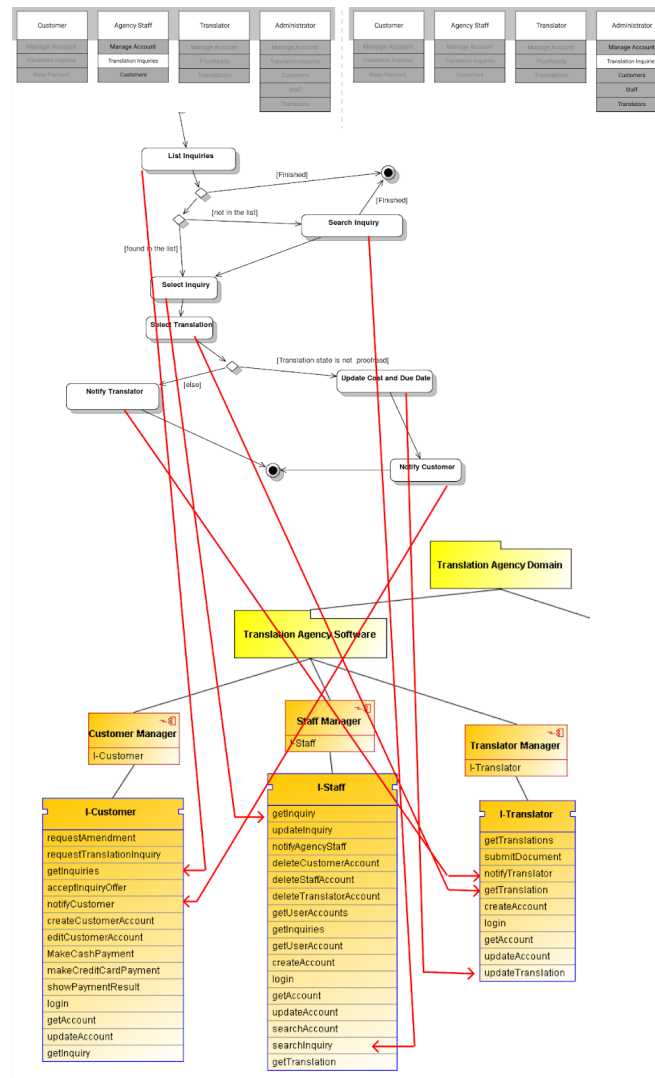 Customer
Agency Staff
Translator
Administrator
Manage Account
Manage Account
Manage Account
Manage Account
Translation Inquiries
Translation Inquiries
Proofreads
Translation Inquiries
Make Payment
Customers
Translations
Customers
Staff
Translators
Customer
Agency Staff
Translator
Administrator
Manage Account
Manage Account
Manage Account
Manage Account
Translation Inquiries
Translation Inquiries
Proofreads
Translation Inquiries
Make Payment
Customers
Translations
Customers
Staff
Translators
List Inquiries
[Finished]
[Finished]
[not in the list]
Search Inquiry
[found in the list]
Select Inquiry
Select Translation
[Translation state is not proofread]
[else]
Update Cost and Due Date
Notify Translator
Notify Customer
Translation Agency Domain
Translation Agency Software
Customer Manager
I-Customer
Staff Manager
I-Staff
Translator Manager
I-Translator
I-Customer
requestAmendment
requestTranslationInquiry
getInquiries
acceptInquiryOffer
notifyCustomer
createCustomerAccount
editCustomerAccount
MakeCashPayment
makeCreditCardPayment
showPaymentResult
login
getAccount
updateAccount
getInquiry
I-Staff
getInquiry
updateInquiry
notifyAgencyStaff
deleteCustomerAccount
deleteStaffAccount
deleteTranslatorAccount
getUserAccounts
getInquiries
getUserAccount
createAccount
login
getAccount
updateAccount
searchAccount
searchInquiry
getTranslation
I-Translator
getTranslations
submitDocument
notifyTranslator
getTranslation
createAccount
login
getAccount
updateAccount
updateTranslation